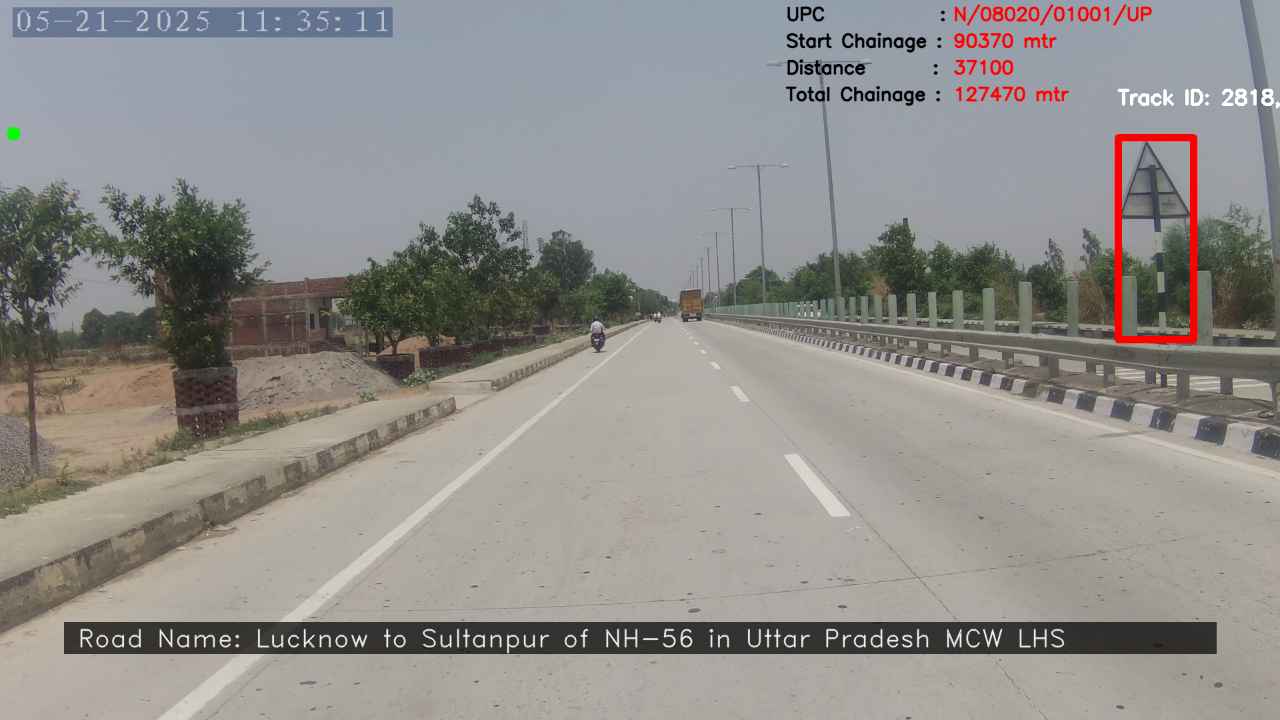 05-21-2025 11:35:11
UPC : N/08020/01001/UP
Start Chainage : 90370 mtr
Distance : 37100
Total Chainage : 127470 mtr
Track ID: 2818,
Road Name: Lucknow to Sultanpur of NH-56 in Uttar Pradesh MCW LHS